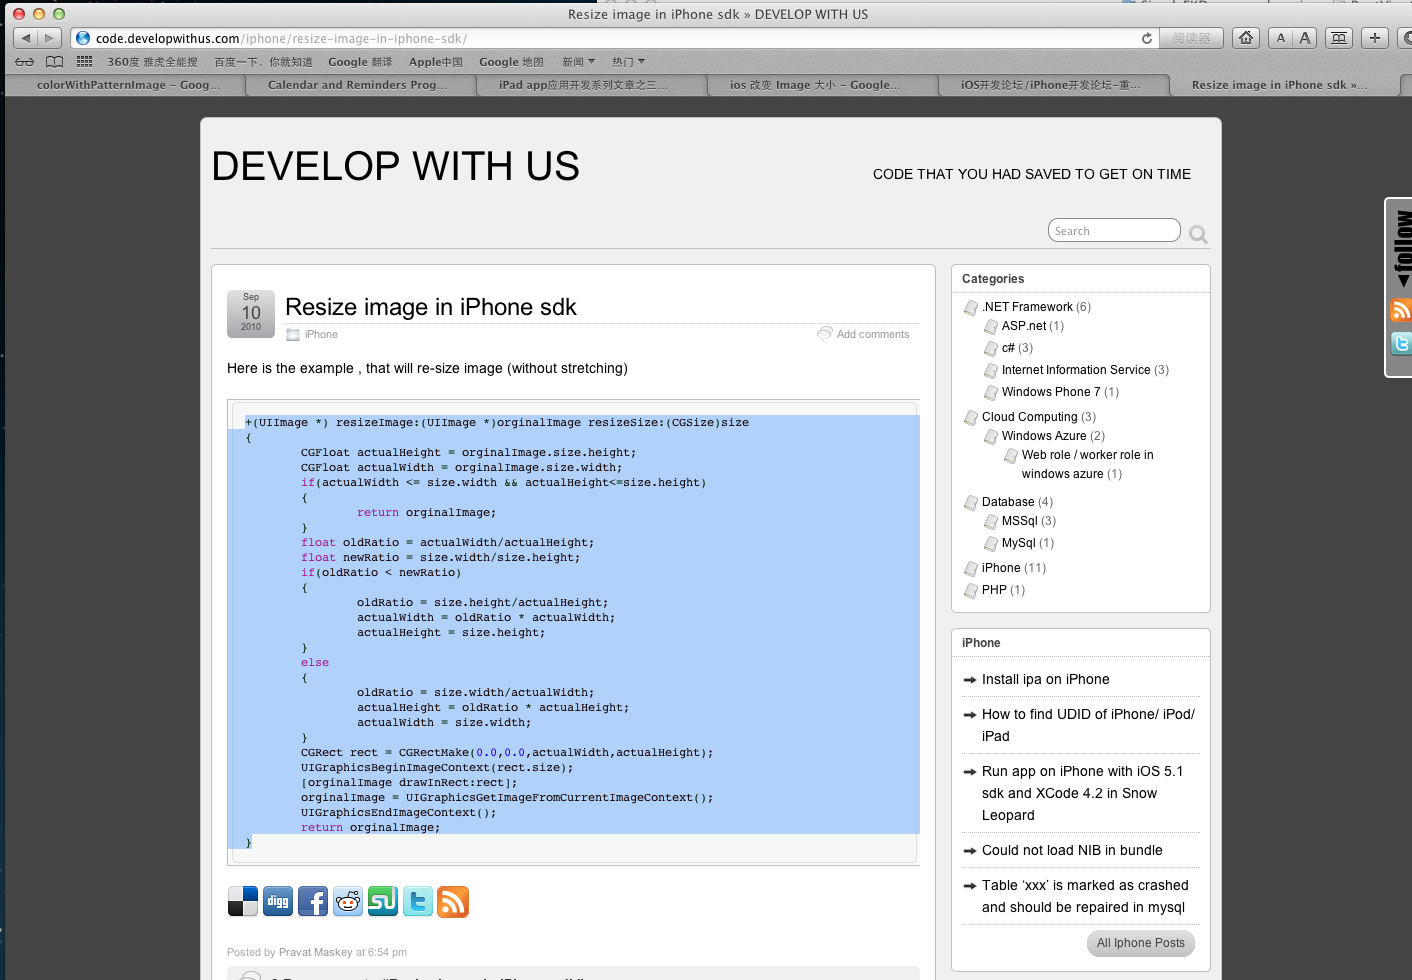 Resize image in iPhone sdk » DEVELOP WITH US
code.developwithus.com/iphone/resize-image-in-iphone-sdk/
阅读器
A A
360度 雅虎全能搜 百度一下，你就知道 Google 翻译 Apple中国 Google 地图 新闻 热门
colorWithPatternImage - Goog... Calendar and Reminders Prog... iPad app应用开发系列文章之三... ios 改变 Image 大小 - Google... iOS开发论坛/iPhone开发论坛-重... Resize image in iPhone sdk »...
DEVELOP WITH US
CODE THAT YOU HAD SAVED TO GET ON TIME
Search
follow
Sep
10
2010
Resize image in iPhone sdk
iPhone
Add comments
Here is the example , that will re-size image (without stretching)
+(UIImage *) resizeImage:(UIImage *)orginalImage resizeSize:(CGSize)size
{
CGFloat actualHeight = orginalImage.size.height;
CGFloat actualWidth = orginalImage.size.width;
if(actualWidth <= size.width && actualHeight<=size.height)
{
return orginalImage;
}
float oldRatio = actualWidth/actualHeight;
float newRatio = size.width/size.height;
if(oldRatio < newRatio)
{
oldRatio = size.height/actualHeight;
actualWidth = oldRatio * actualWidth;
actualHeight = size.height;
}
else
{
oldRatio = size.width/actualWidth;
actualHeight = oldRatio * actualHeight;
actualWidth = size.width;
}
CGRect rect = CGRectMake(0.0,0.0,actualWidth,actualHeight);
UIGraphicsBeginImageContext(rect.size);
[orginalImage drawInRect:rect];
orginalImage = UIGraphicsGetImageFromCurrentImageContext();
UIGraphicsEndImageContext();
return orginalImage;
}
digg
Posted by Pravat Maskey at 6:54 pm
Categories
.NET Framework (6)
ASP.net (1)
c# (3)
Internet Information Service (3)
Windows Phone 7 (1)
Cloud Computing (3)
Windows Azure (2)
Web role / worker role in
windows azure (1)
Database (4)
MSSql (3)
MySql (1)
iPhone (11)
PHP (1)
iPhone
Install ipa on iPhone
How to find UDID of iPhone/ iPod/
iPad
Run app on iPhone with iOS 5.1
sdk and XCode 4.2 in Snow
Leopard
Could not load NIB in bundle
Table ‘xxx’ is marked as crashed
and should be repaired in mysql
All Iphone Posts